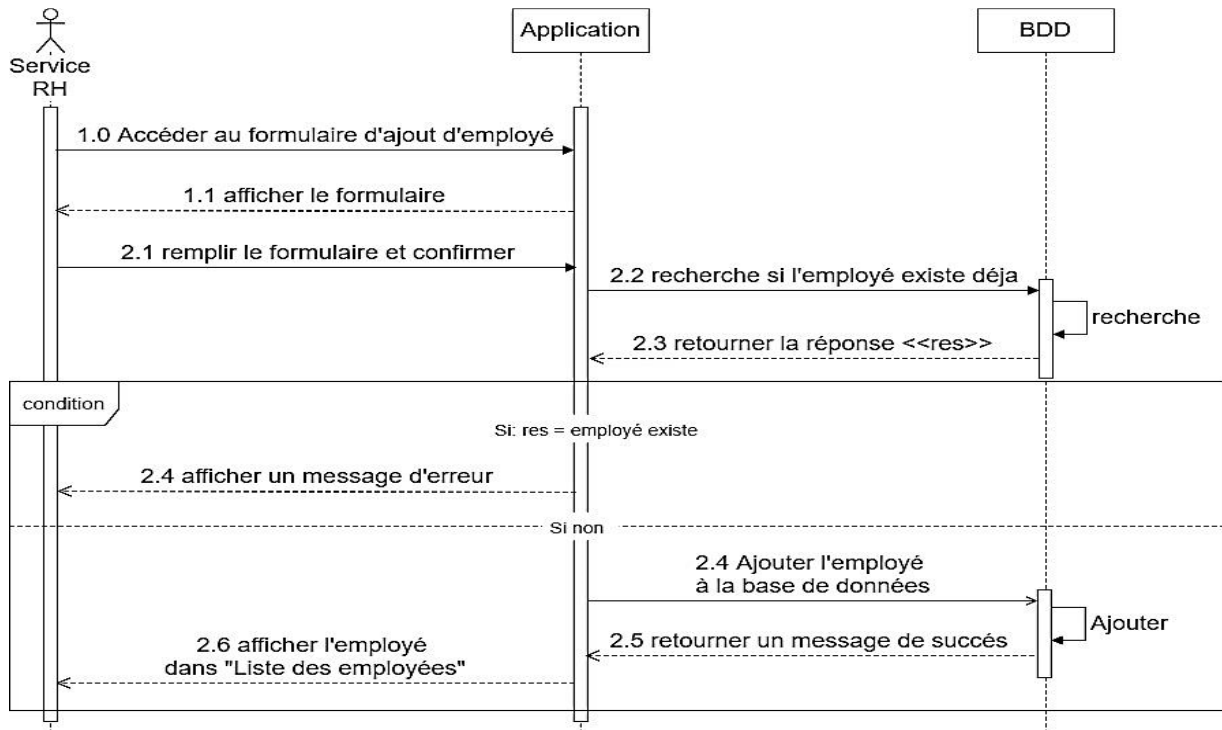 Service
RH
Application
BDD
1.0 Accéder au formulaire d'ajout d'employé
1.1 afficher le formulaire
2.1 remplir le formulaire et confirmer
2.2 recherche si l'employé existe déja
recherche
2.3 retourner la réponse <<res>>
condition
Si: res = employé existe
2.4 afficher un message d'erreur
Si non
2.4 Ajouter l'employé
à la base de données
Ajouter
2.5 retourner un message de succés
2.6 afficher l'employé
dans "Liste des employées"